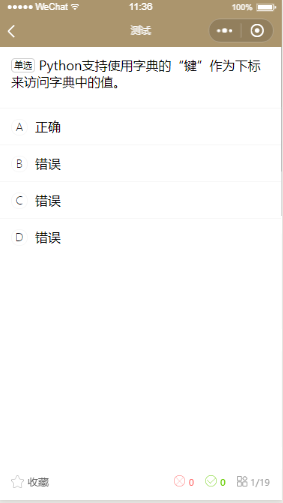 WeChat 11:36 100%
测试
单选 Python支持使用字典的“键”作为下标
来访问字典中的值。
A 正确
B 错误
C 错误
D 错误
收藏 0 0 1/19